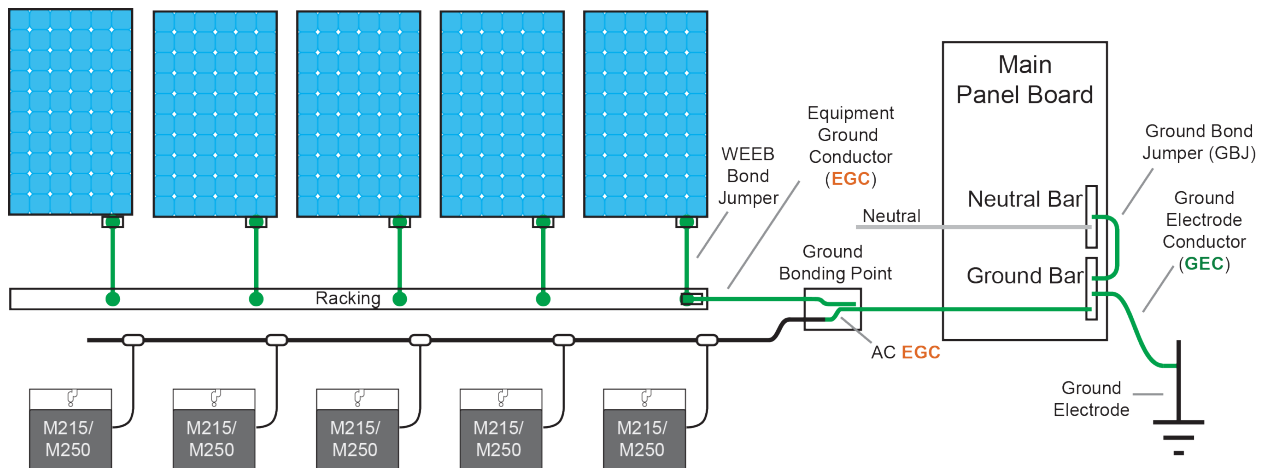 Main
Panel Board
Equipment
Ground
Conductor
(EGC)
WEEB
Bond
Jumper
Ground Bond
Jumper (GBJ)
Neutral Bar
Neutral
Ground
Electrode
Conductor
(GEC)
Ground
Bonding Point
Ground Bar
Racking
AC EGC
Ground
Electrode
M215/
M250
M215/
M250
M215/
M250
M215/
M250
M215/
M250